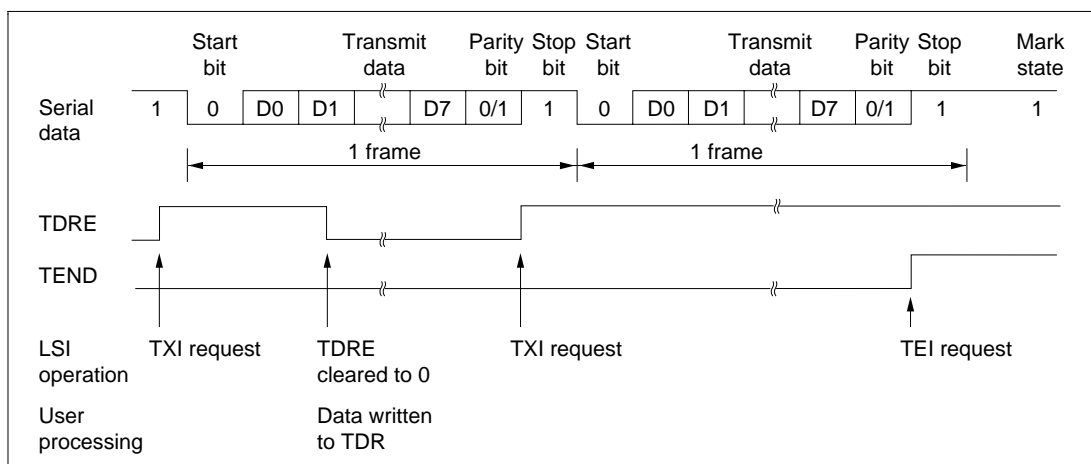 Start bit Transmit data Parity bit Stop bit Start bit Transmit data Parity bit Stop bit Mark state
Serial data 1 0 D0 D1 D7 0/1 1 0 D0 D1 D7 0/1 1 1
1 frame 1 frame
TDRE
TEND
LSI operation TXI request TDRE cleared to 0 TXI request TEI request
User processing Data written to TDR